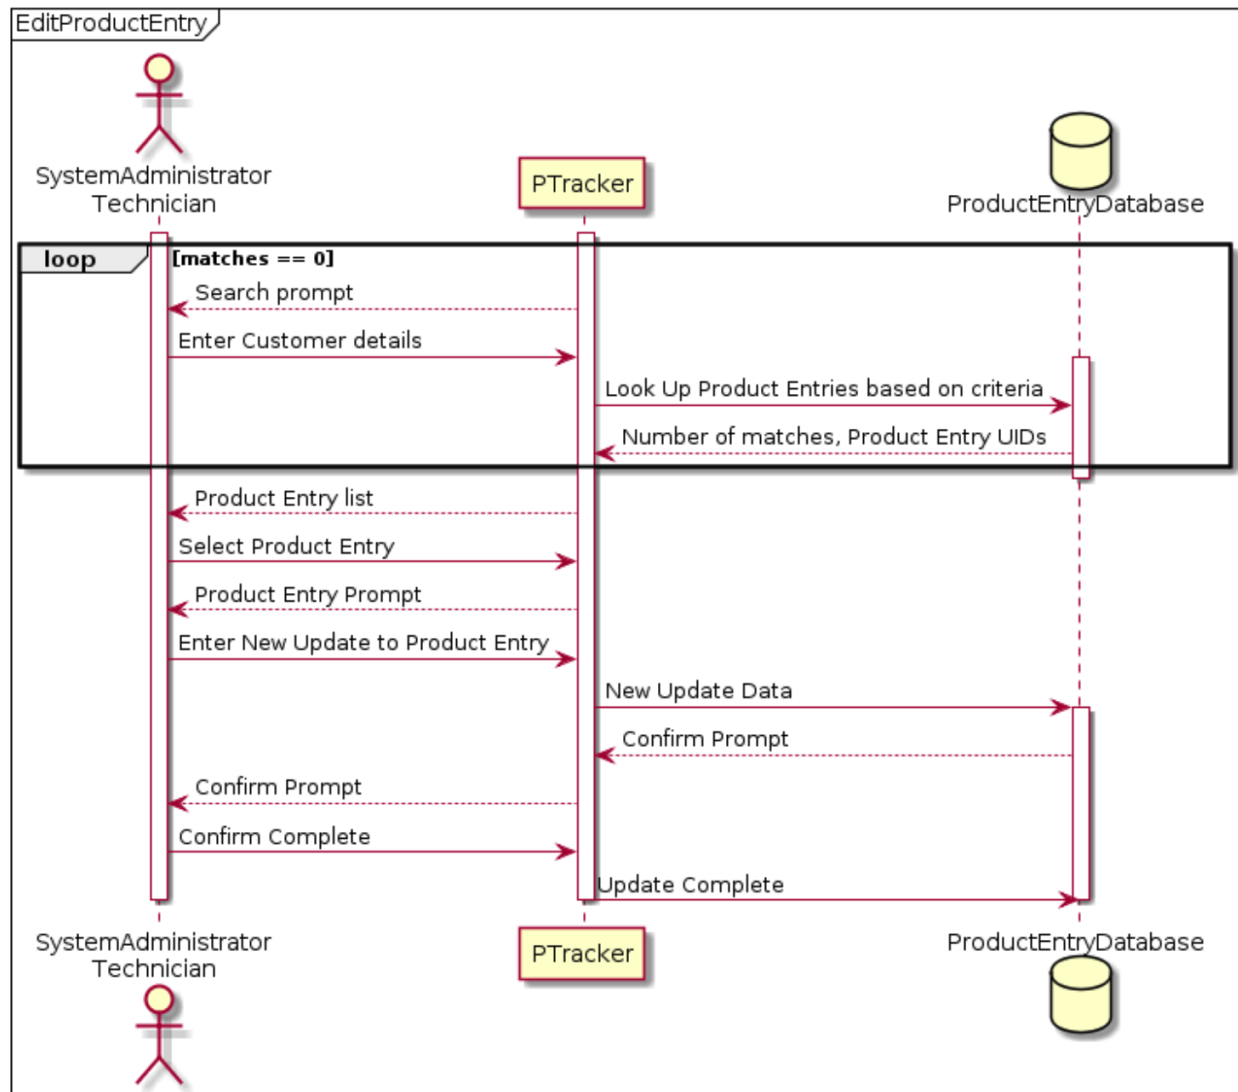 EditProductEntry
SystemAdministrator
Technician
PTracker
ProductEntryDatabase
loop
[matches == 0]
Search prompt
Enter Customer details
Look Up Product Entries based on criteria
Number of matches, Product Entry UIDs
Product Entry list
Select Product Entry
Product Entry Prompt
Enter New Update to Product Entry
New Update Data
Confirm Prompt
Confirm Prompt
Confirm Complete
Update Complete
SystemAdministrator
Technician
PTracker
ProductEntryDatabase